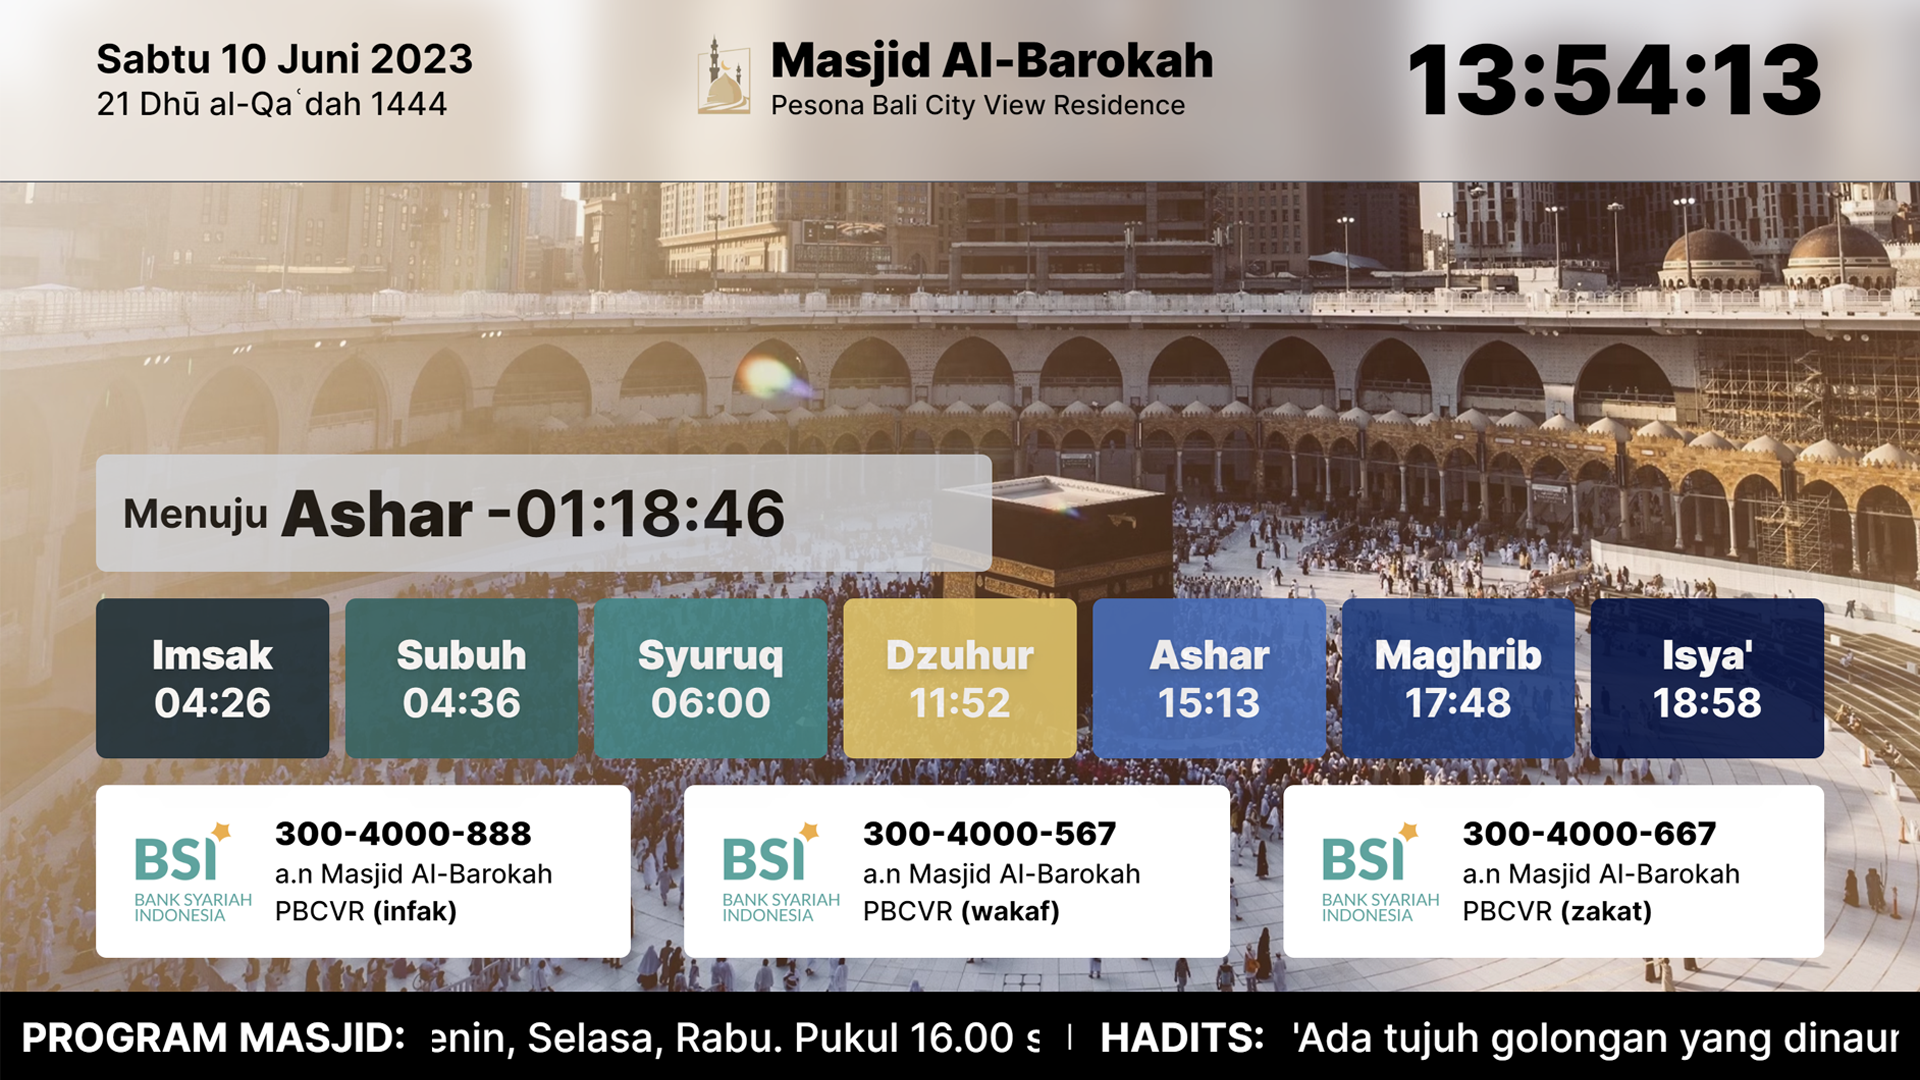 Sabtu 10 Juni 2023
21 Dhū al-Qaʿdah 1444
Masjid Al-Barokah
Pesona Bali City View Residence
13:54:13
Menuju Ashar -01:18:46
Imsak
04:26
Subuh
04:36
Syuruq
06:00
Dzuhur
11:52
Ashar
15:13
Maghrib
17:48
Isya'
18:58
BSI
BANK SYARIAH
INDONESIA
300-4000-888
a.n Masjid Al-Barokah
PBCVR (infak)
BSI
BANK SYARIAH
INDONESIA
300-4000-567
a.n Masjid Al-Barokah
PBCVR (wakaf)
BSI
BANK SYARIAH
INDONESIA
300-4000-667
a.n Masjid Al-Barokah
PBCVR (zakat)
PROGRAM MASJID: enin, Selasa, Rabu. Pukul 16.00 s | HADITS: 'Ada tujuh golongan yang dinaun